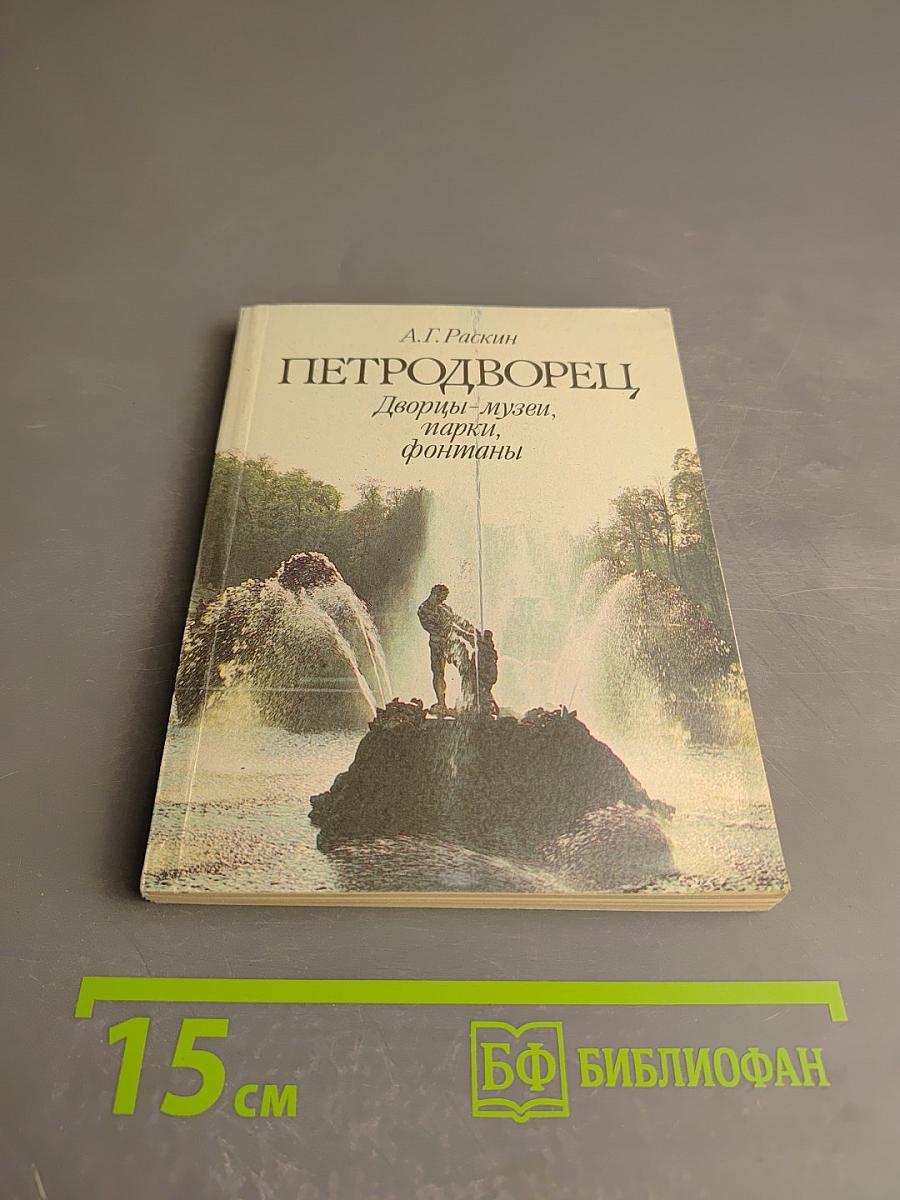 А.Г. Раскин
ПЕТРОДВОРЕЦ
Дворцы-музеи,
парки,
фонтаны
15 см
БФ БИБЛИОФАН